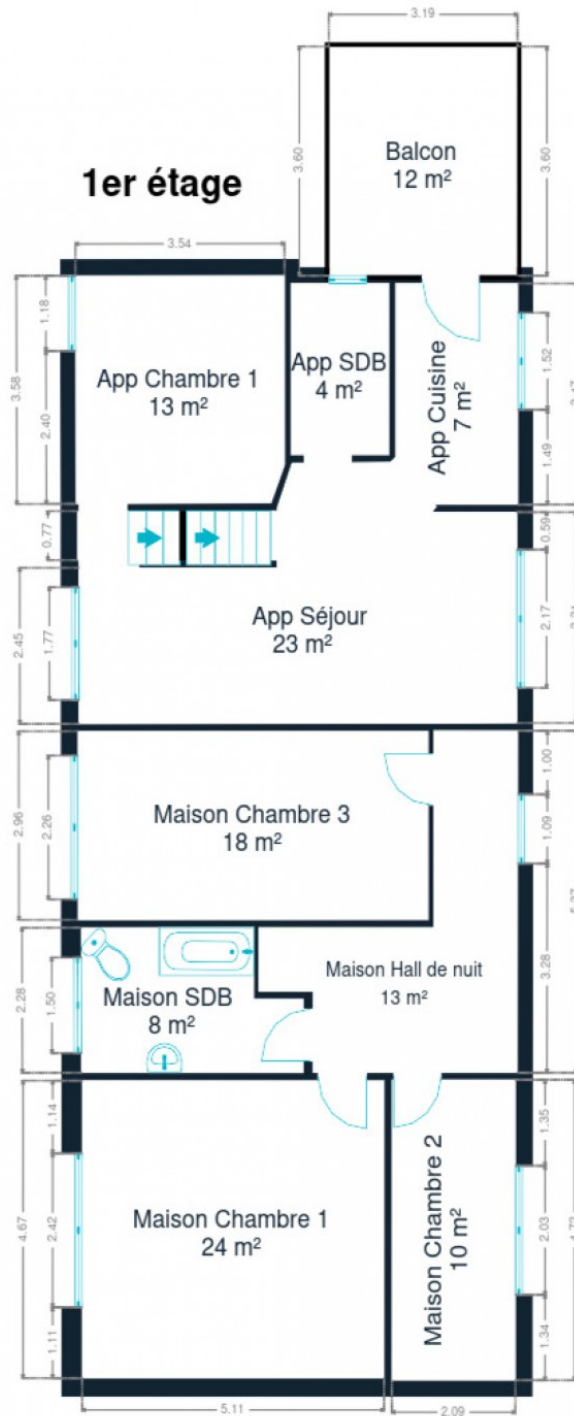 3.19
3.60
3.60
Balcon
12 m²
1er étage
3.54
1.18
3.58
2.40
App Chambre 1
13 m²
App SDB
4 m²
App Cuisine
7 m²
1.52
1.49
0.77
0.59
App Séjour
23 m²
2.45
1.77
2.17
Maison Chambre 3
18 m²
2.96
2.26
1.00
1.09
3.28
Maison Hall de nuit
13 m²
Maison SDB
8 m²
2.28
1.50
1.14
4.67
2.42
1.11
Maison Chambre 1
24 m²
Maison Chambre 2
10 m²
1.35
2.03
1.34
5.11
2.09